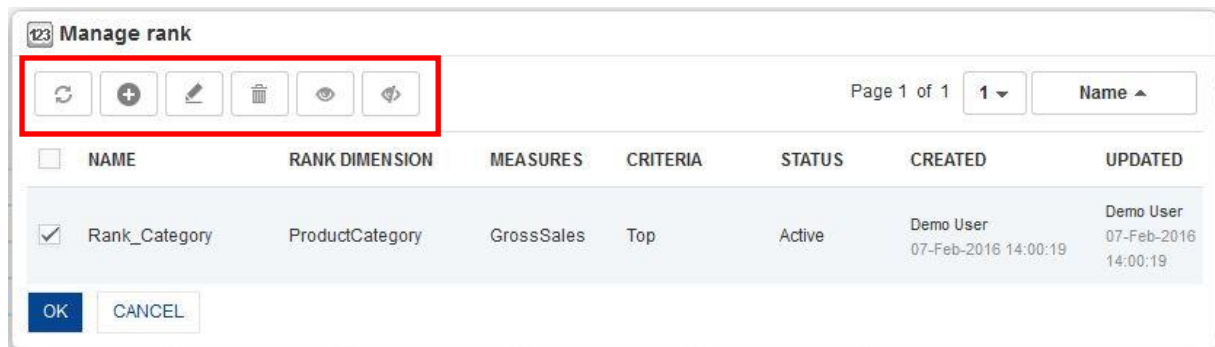 123 Manage rank
Page 1 of 1 1 Name
NAME RANK DIMENSION MEASURES CRITERIA STATUS CREATED UPDATED
Rank_Category ProductCategory GrossSales Top Active Demo User 07-Feb-2016 14:00:19 Demo User 07-Feb-2016 14:00:19
OK CANCEL